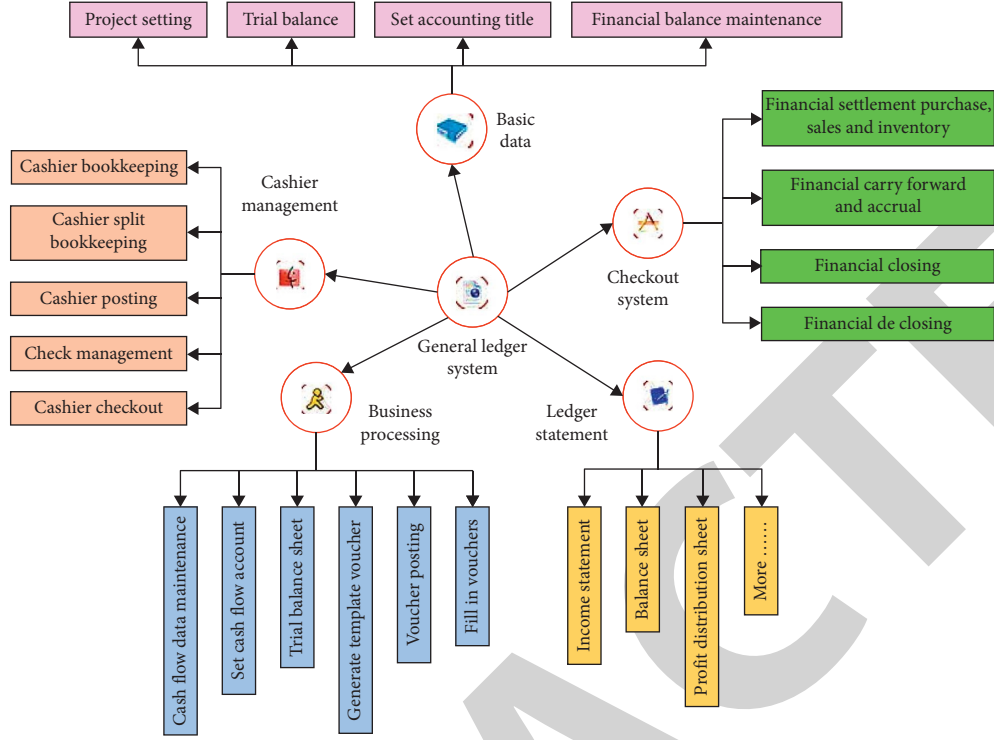 Project setting
Trial balance
Set accounting title
Financial balance maintenance
Basic
data
Financial settlement purchase,
sales and inventory
Financial carry forward
and accrual
Financial closing
Financial de closing
Checkout
system
Cashier
management
Cashier bookkeeping
Cashier split
bookkeeping
Cashier posting
Check management
Cashier checkout
General ledger
system
Business
processing
Ledger
statement
Cash flow data maintenance
Set cash flow account
Trial balance sheet
Generate template voucher
Voucher posting
Fill in vouchers
Income statement
Balance sheet
Profit distribution sheet
More ......